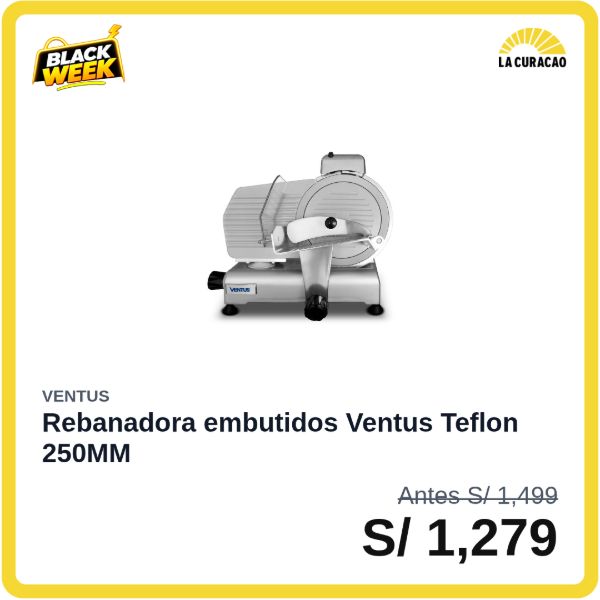 BLACK
WEEK
LA CURACAO
VENTUS
VENTUS
Rebanadora embutidos Ventus Teflon
250MM
Antes S/ 1,499
S/ 1,279